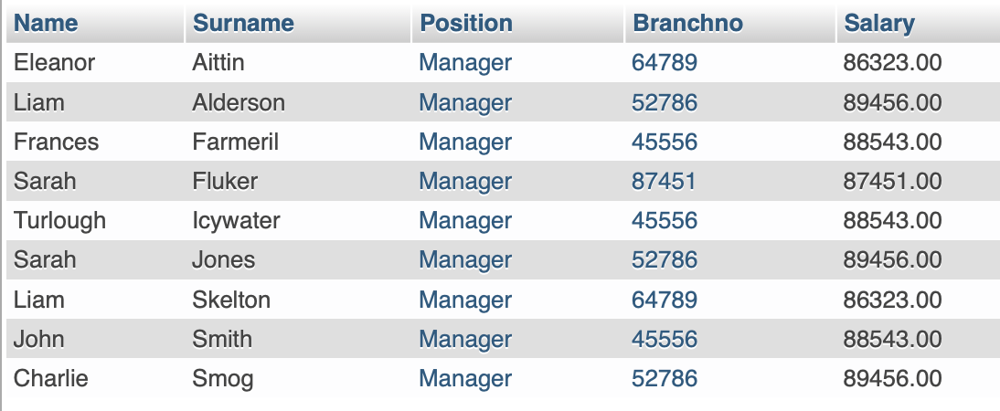 Name Surname Position Branchno Salary
Eleanor Aittin Manager 64789 86323.00
Liam Alderson Manager 52786 89456.00
Frances Farmeril Manager 45556 88543.00
Sarah Fluker Manager 87451 87451.00
Turlough Icywater Manager 45556 88543.00
Sarah Jones Manager 52786 89456.00
Liam Skelton Manager 64789 86323.00
John Smith Manager 45556 88543.00
Charlie Smog Manager 52786 89456.00